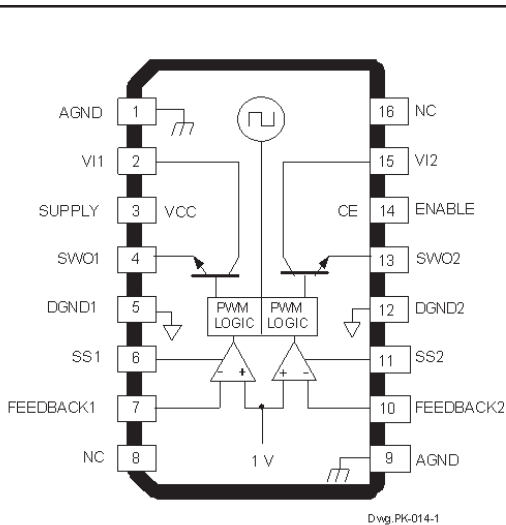 AGND 1
16 NC
VI1 2
15 VI2
SUPPLY 3 VCC
CE 14 ENABLE
SWO1 4
13 SWO2
DGND1 5
PWM LOGIC
PWM LOGIC
12 DGND2
SS1 6
11 SS2
- +
+ -
FEEDBACK1 7
10 FEEDBACK2
NC 8
1 V
9 AGND
Dwg.PK-014-1